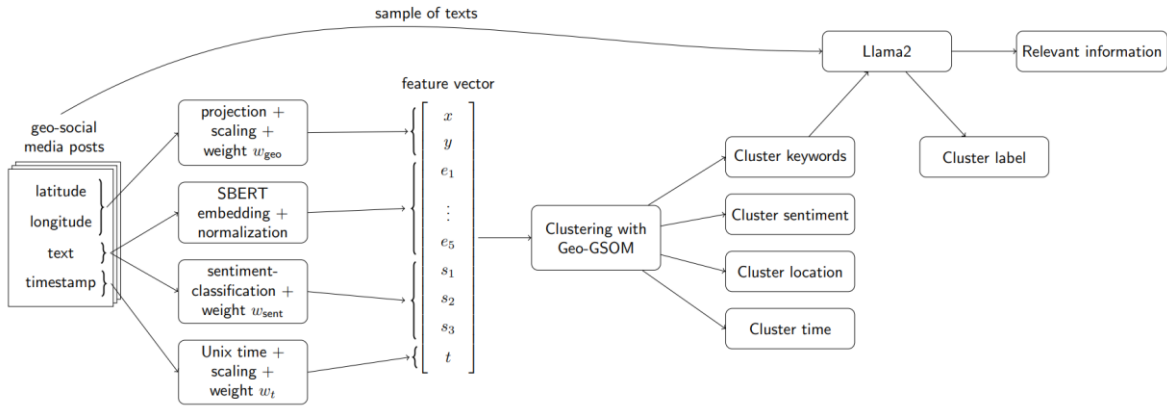 sample of texts
geo-social
media posts
latitude
longitude
text
timestamp
projection +
scaling +
weight w_geo
SBERT
embedding +
normalization
sentiment-
classification +
weight w_sent
Unix time +
scaling +
weight w_t
feature vector
x
y
e_1
⋮
e_5
s_1
s_2
s_3
t
Clustering with
Geo-GSOM
Cluster keywords
Cluster sentiment
Cluster location
Cluster time
Llama2
Relevant information
Cluster label